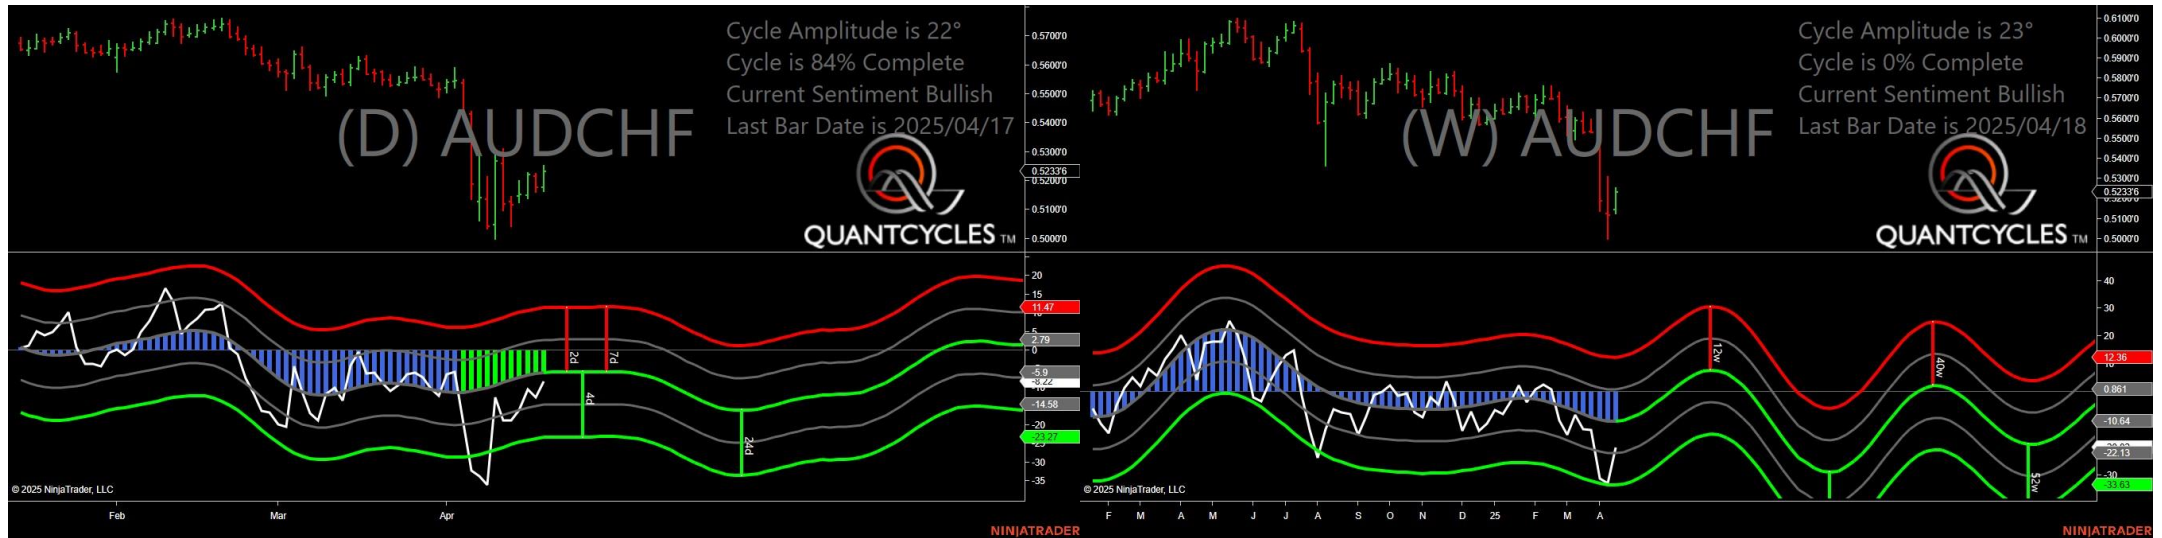 Cycle Amplitude is 22°
Cycle is 84% Complete
Current Sentiment Bullish
Last Bar Date is 2025/04/17
(D) AUDCHF
QUANTCYCLES TM
0.5700'0
0.5600'0
0.5500'0
0.5400'0
0.5300'0
0.5233'6
0.5200'0
0.5100'0
0.5000'0
20
15
11.47
5
2.79
0
-5.9
-8.22
-10
-14.58
-20
-23.27
-30
-35
2d
7d
4d
24d
© 2025 NinjaTrader, LLC
Feb
Mar
Apr
NINJATRADER
Cycle Amplitude is 23°
Cycle is 0% Complete
Current Sentiment Bullish
Last Bar Date is 2025/04/18
(W) AUDCHF
QUANTCYCLES TM
0.6100'0
0.6000'0
0.5900'0
0.5800'0
0.5700'0
0.5600'0
0.5500'0
0.5400'0
0.5300'0
0.5233'6
0.5200'0
0.5100'0
0.5000'0
40
30
20
12.36
10
0.861
-10.64
-22.13
-30
-33.63
12w
40w
52w
© 2025 NinjaTrader, LLC
F
M
A
M
J
J
A
S
O
N
D
25
F
M
A
NINJATRADER